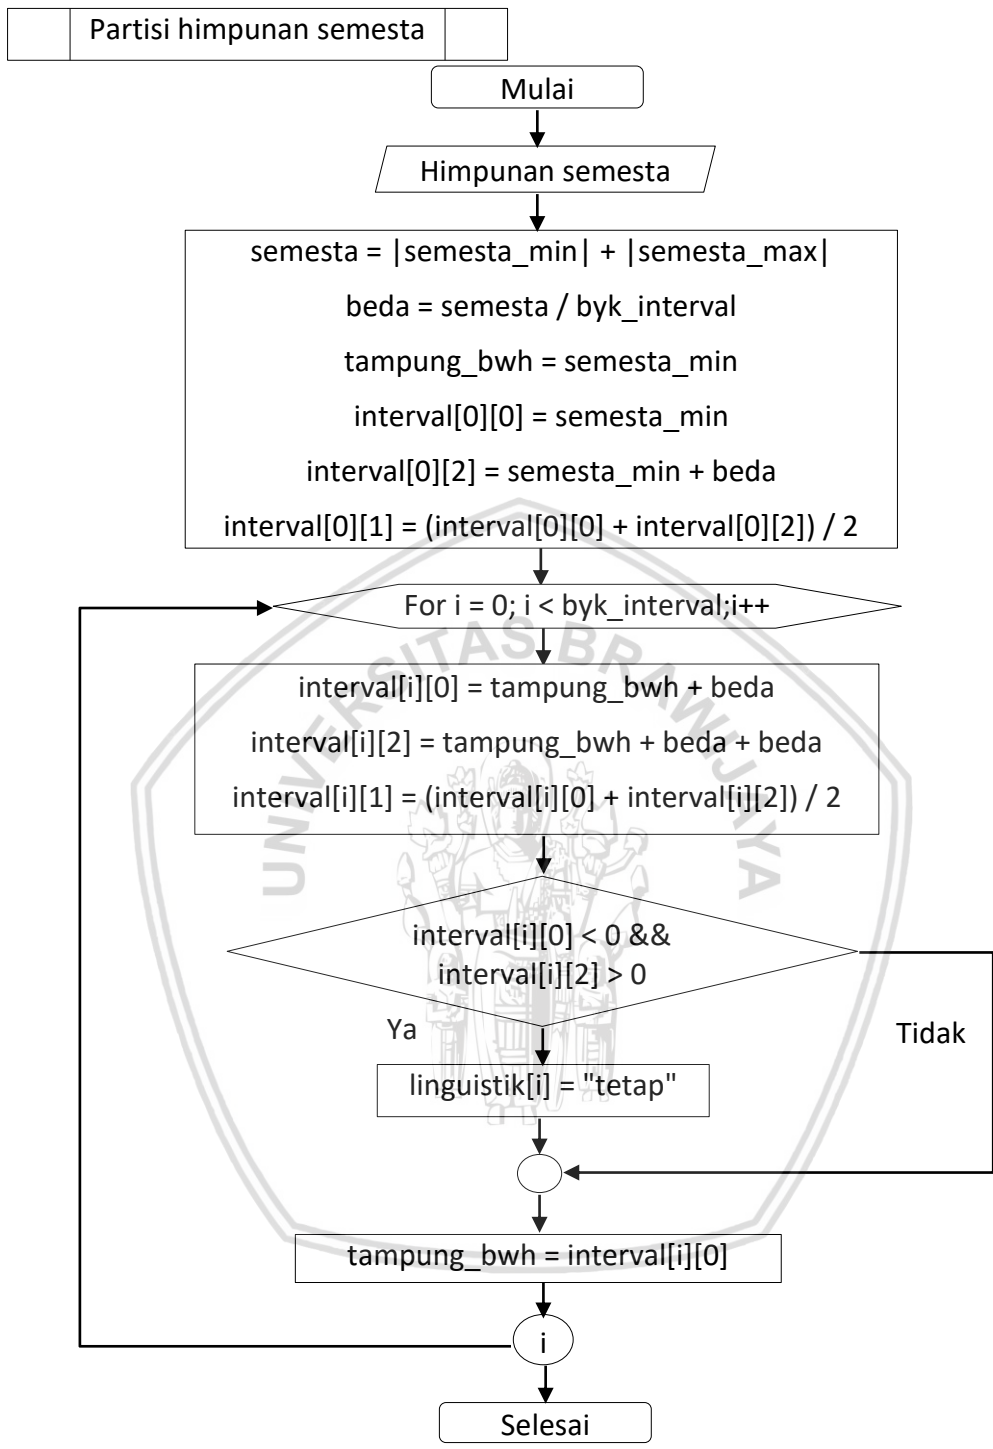 Partisi himpunan semesta
Mulai
Himpunan semesta
semesta = |semesta_min| + |semesta_max|
beda = semesta / byk_interval
tampung_bwh = semesta_min
interval[0][0] = semesta_min
interval[0][2] = semesta_min + beda
interval[0][1] = (interval[0][0] + interval[0][2]) / 2
For i = 0; i < byk_interval;i++
UNIVERSITAS BRAWIJAYA
interval[i][0] = tampung_bwh + beda
interval[i][2] = tampung_bwh + beda + beda
interval[i][1] = (interval[i][0] + interval[i][2]) / 2
interval[i][0] < 0 &&
interval[i][2] > 0
Ya
Tidak
linguistik[i] = "tetap"
tampung_bwh = interval[i][0]
i
Selesai